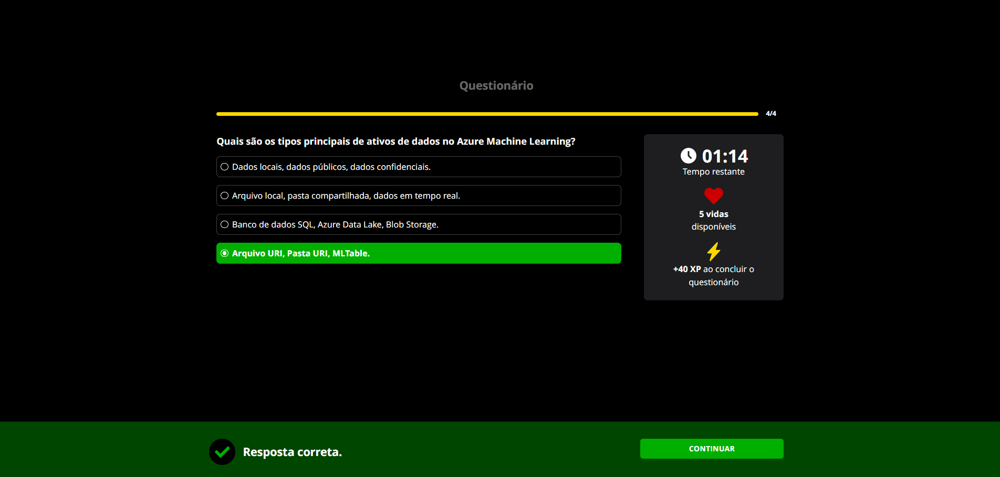 Questionário
4/4
Quais são os tipos principais de ativos de dados no Azure Machine Learning?
Dados locais, dados públicos, dados confidenciais.
Arquivo local, pasta compartilhada, dados em tempo real.
Banco de dados SQL, Azure Data Lake, Blob Storage.
Arquivo URI, Pasta URI, MLTable.
01:14
Tempo restante
5 vidas
disponíveis
+40 XP ao concluir o
questionário
Resposta correta.
CONTINUAR